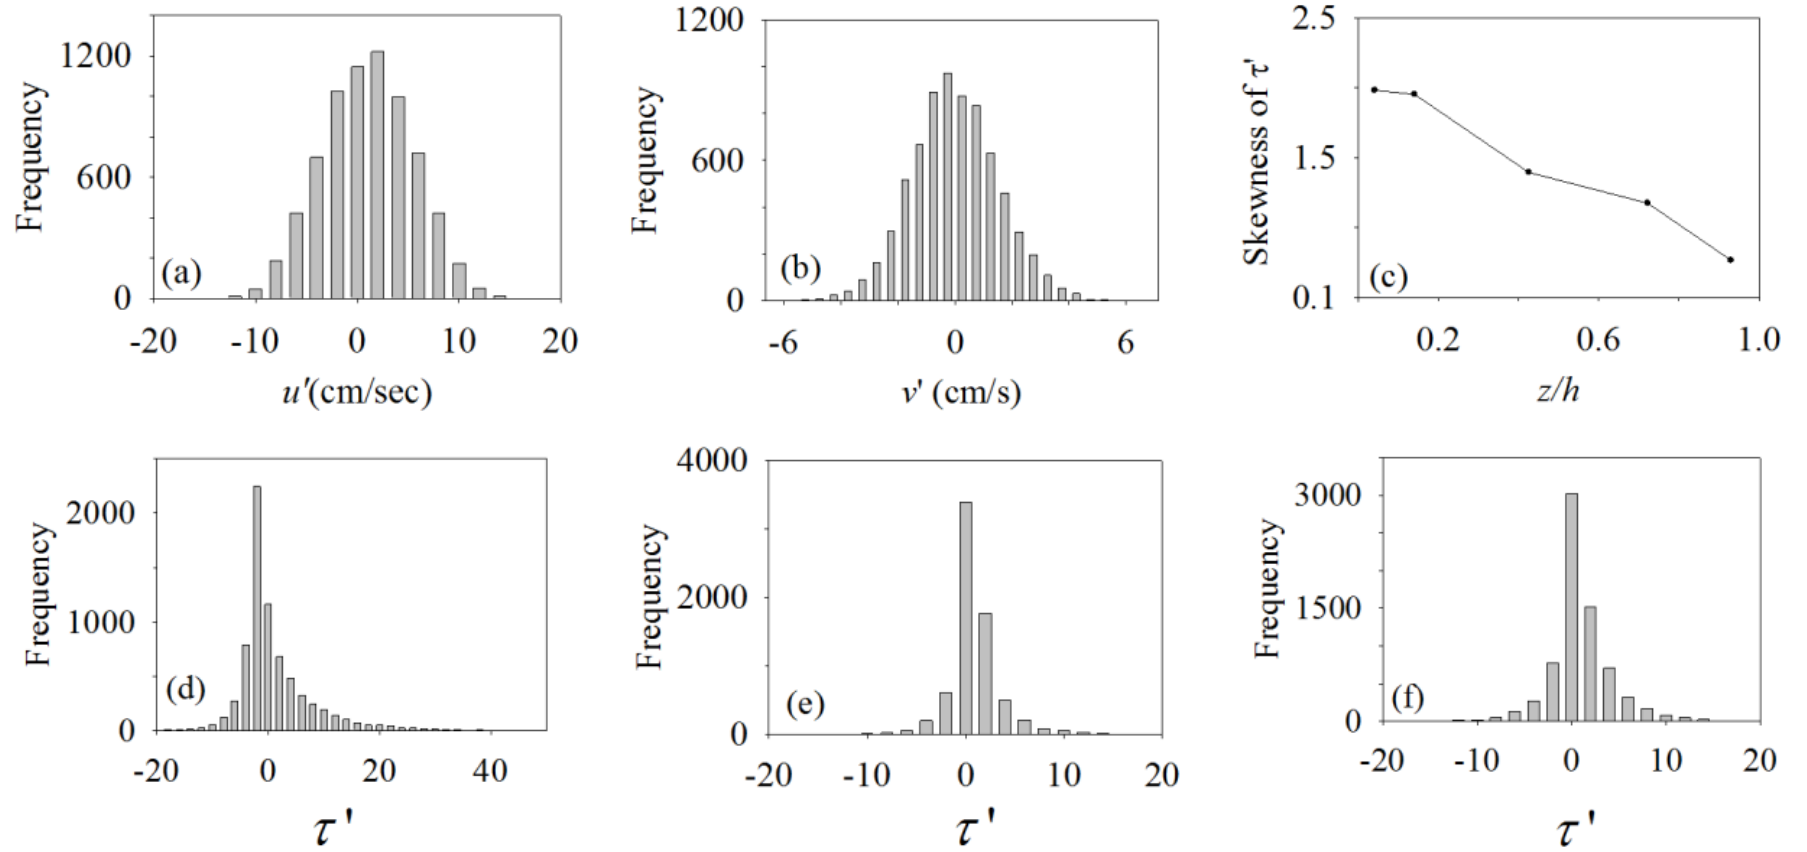 Frequency
1200
600
0
(a)
-20 -10 0 10 20
u'(cm/sec)
Frequency
1200
600
0
(b)
-6 0 6
v' (cm/s)
Skewness of τ'
2.5
1.5
0.1
(c)
0.2 0.6 1.0
z/h
Frequency
2000
1000
0
(d)
-20 0 20 40
τ'
Frequency
4000
2000
0
(e)
-20 -10 0 10 20
τ'
Frequency
3000
1500
0
(f)
-20 -10 0 10 20
τ'